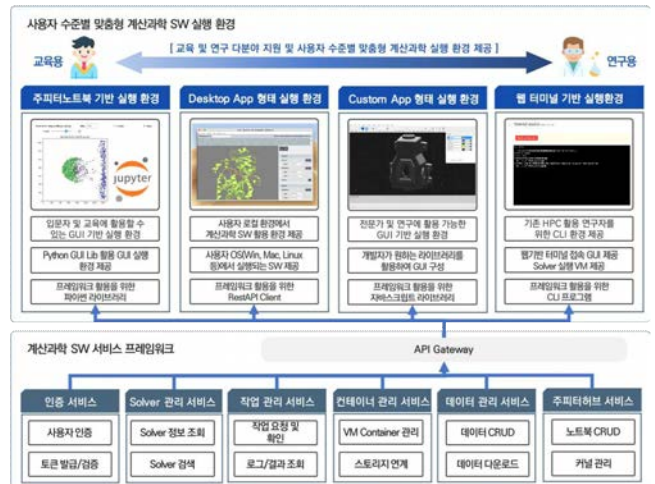 사용자 수준별 맞춤형 계산과학 SW 실행 환경
[ 교육 및 연구 다분야 지원 및 사용자 수준별 맞춤형 계산과학 실행 환경 제공 ]
교육용
연구용
주피터노트북 기반 실행 환경
jupyter
입문자 및 교육에 활용할 수
있는 GUI 기반 실행 환경
Python GUI Lib 활용 GUI 실행
환경 제공
프레임워크 활용을 위한
파이썬 라이브러리
Desktop App 형태 실행 환경
사용자 로컬 환경에서
계산과학 SW 활용 환경 제공
사용자 OS(Win, Mac, Linux
등)에서 실행되는 SW 제공
프레임워크 활용을 위한
RestAPI Client
Custom App 형태 실행 환경
전문가 및 연구에 활용 가능한
GUI 기반 실행 환경
개발자가 원하는 라이브러리를
활용하여 GUI 구성
프레임워크 활용을 위한
자바스크립트 라이브러리
웹 터미널 기반 실행환경
기존 HPC 활용 연구자를
위한 CLI 환경 제공
웹기반 터미널 접속 GUI 제공
Solver 실행 VM 제공
프레임워크 활용을 위한
CLI 프로그램
계산과학 SW 서비스 프레임워크
API Gateway
인증 서비스
사용자 인증
토큰 발급/검증
Solver 관리 서비스
Solver 정보 조회
Solver 검색
작업 관리 서비스
작업 요청 및
확인
로그/결과 조회
컨테이너 관리 서비스
VM Container 관리
스토리지 연계
데이터 관리 서비스
데이터 CRUD
데이터 다운로드
주피터허브 서비스
노트북 CRUD
커널 관리